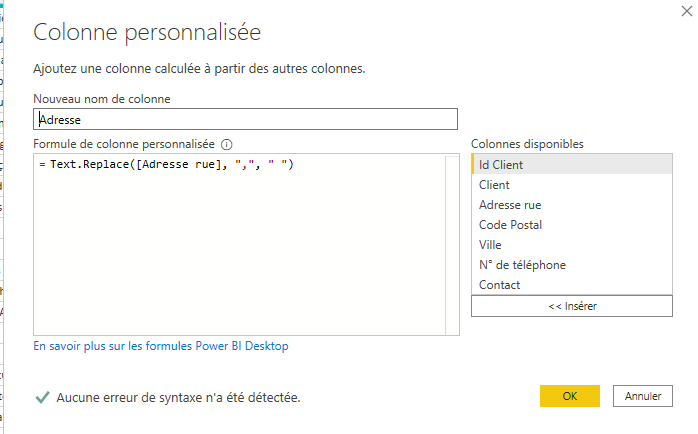 Colonne personnalisée
Ajoutez une colonne calculée à partir des autres colonnes.
Nouveau nom de colonne
Adresse
Formule de colonne personnalisée
Colonnes disponibles
= Text.Replace([Adresse rue], ",", " ")
Id Client
Client
Adresse rue
Code Postal
Ville
N° de téléphone
Contact
<< Insérer
En savoir plus sur les formules Power BI Desktop
Aucune erreur de syntaxe n'a été détectée.
OK
Annuler